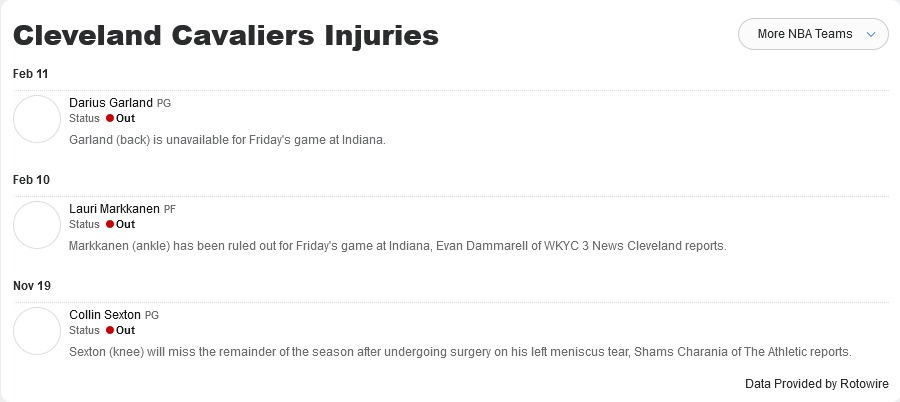 Cleveland Cavaliers Injuries
More NBA Teams
Feb 11
Darius Garland PG
Status Out
Garland (back) is unavailable for Friday's game at Indiana.
Feb 10
Lauri Markkanen PF
Status Out
Markkanen (ankle) has been ruled out for Friday's game at Indiana, Evan Dammarell of WKYC 3 News Cleveland reports.
Nov 19
Collin Sexton PG
Status Out
Sexton (knee) will miss the remainder of the season after undergoing surgery on his left meniscus tear, Shams Charania of The Athletic reports.
Data Provided by Rotowire